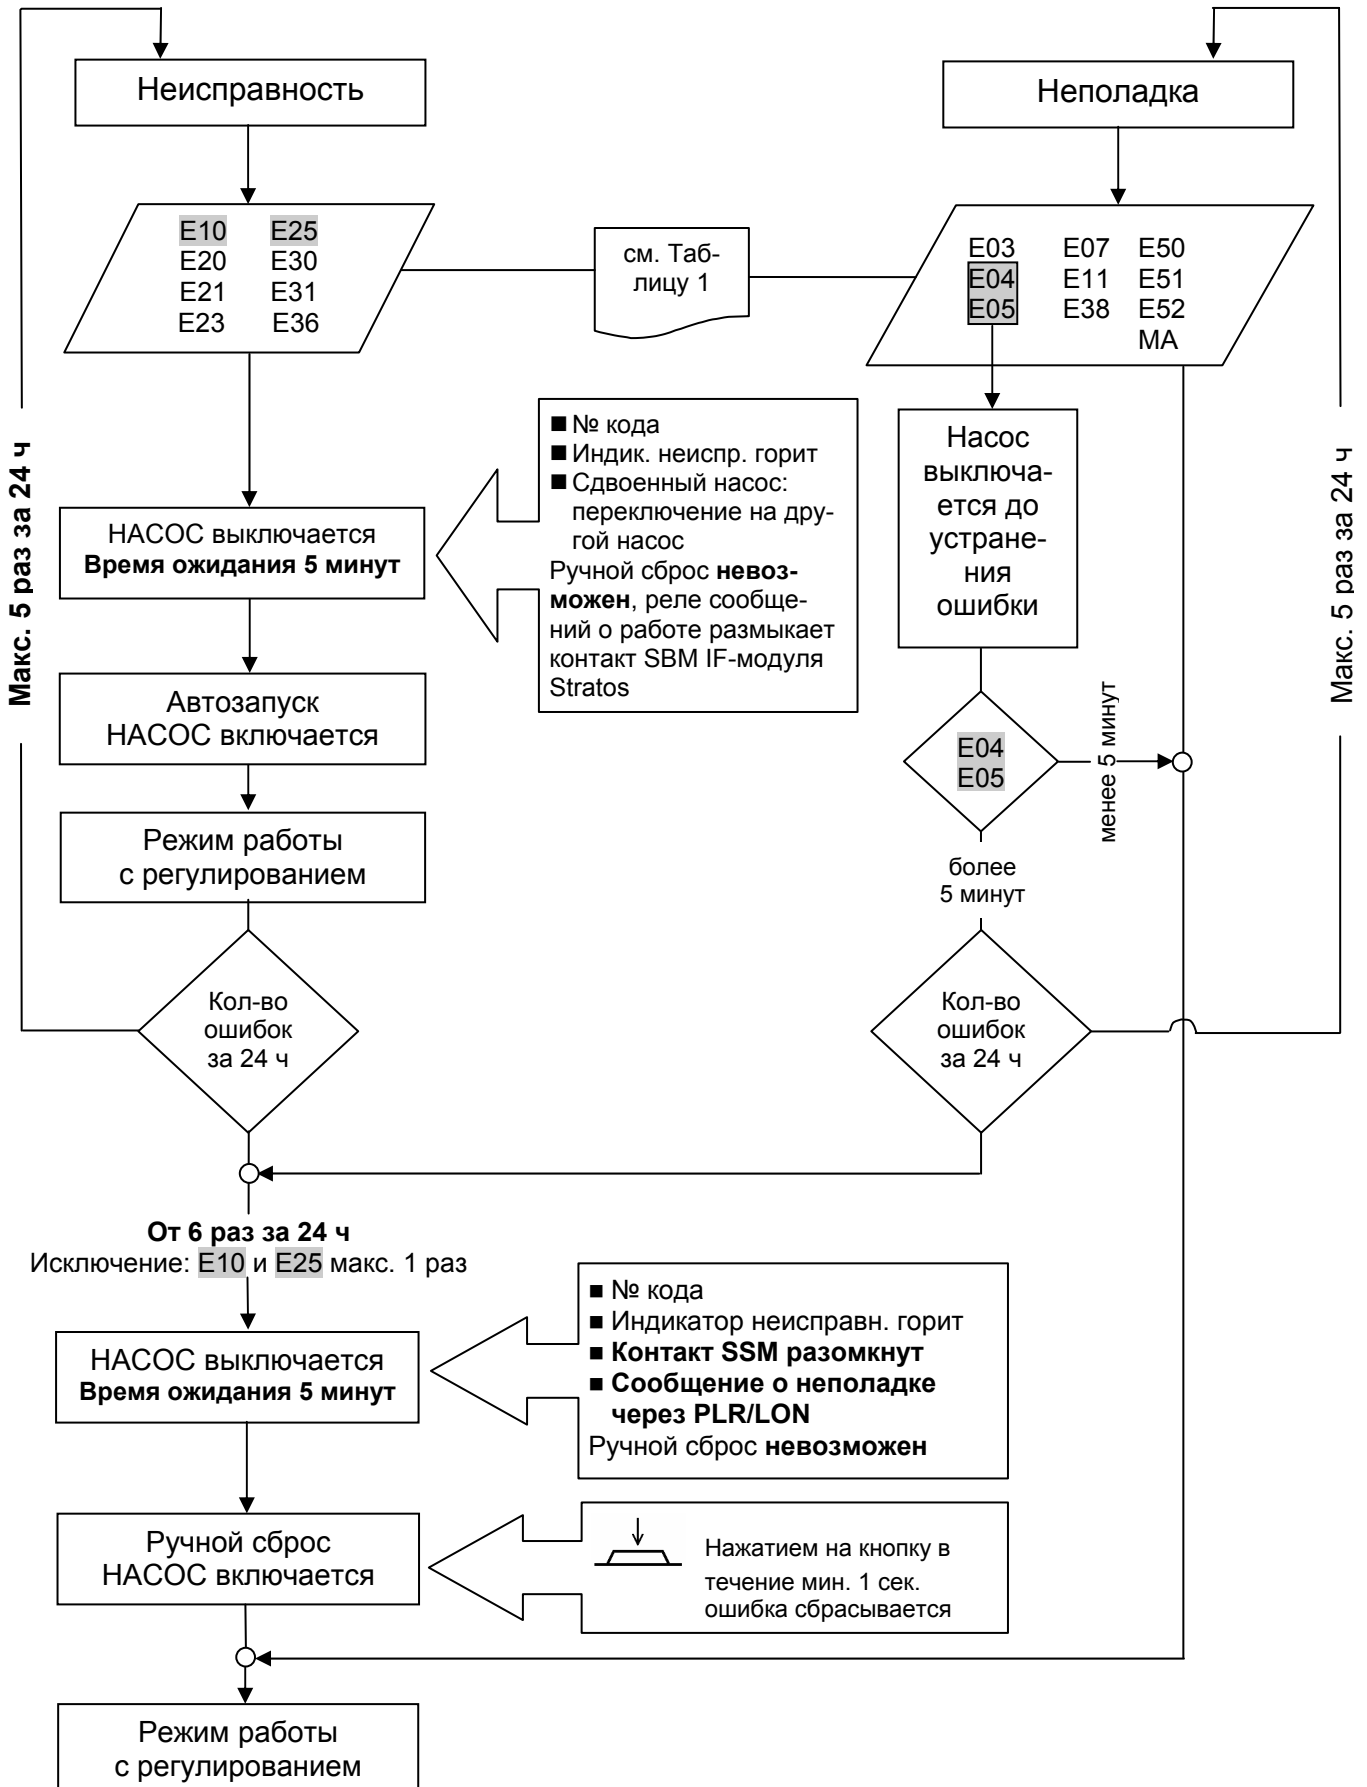 Неисправность
Неполадка
E10 E25
E20 E30
E21 E31
E23 E36
см. Таб-
лицу 1
E03 E07 E50
E04 E11 E51
E05 E38 E52
MA
Макс. 5 раз за 24 ч
■ № кода
■ Индик. неиспр. горит
■ Сдвоенный насос:
переключение на дру-
гой насос
Ручной сброс невоз-
можен, реле сообще-
ний о работе размыкает
контакт SBM IF-модуля
Stratos
Насос
выключа-
ется до
устране-
ния
ошибки
Макс. 5 раз за 24 ч
НАСОС выключается
Время ожидания 5 минут
Автозапуск
НАСОС включается
E04
E05
менее 5 минут
Режим работы
с регулированием
более
5 минут
Кол-во
ошибок
за 24 ч
Кол-во
ошибок
за 24 ч
От 6 раз за 24 ч
Исключение: E10 и E25 макс. 1 раз
■ № кода
■ Индикатор неисправн. горит
■ Контакт SSM разомкнут
■ Сообщение о неполадке
через PLR/LON
Ручной сброс невозможен
НАСОС выключается
Время ожидания 5 минут
Ручной сброс
НАСОС включается
Нажатием на кнопку в
течение мин. 1 сек.
ошибка сбрасывается
Режим работы
с регулированием